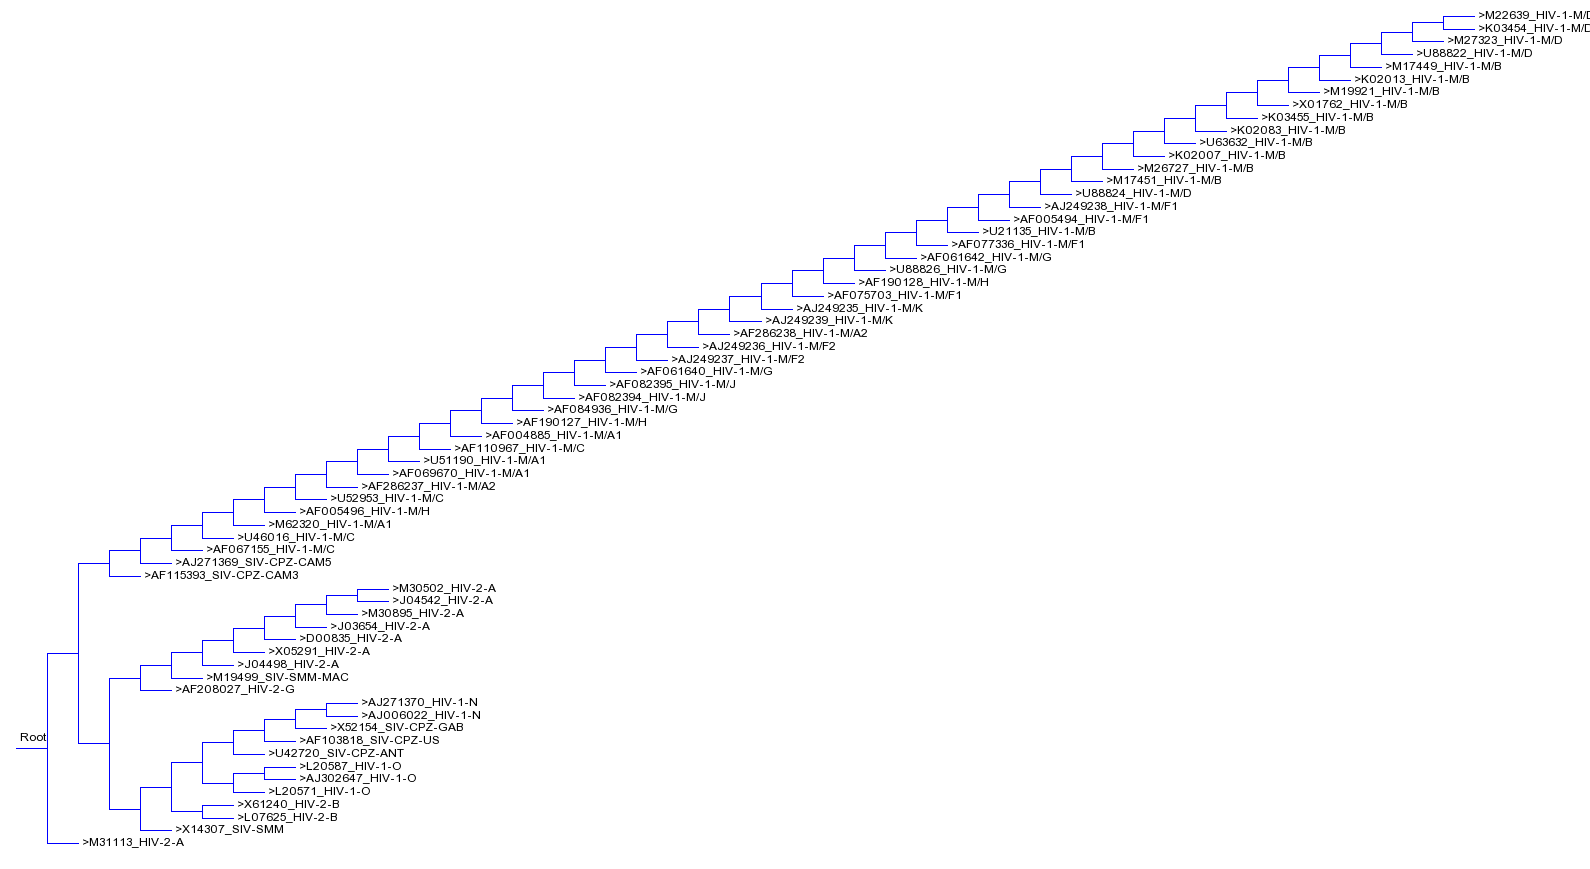 >M22639_HIV-1-M/D
>K03454_HIV-1-M/D
>M27323_HIV-1-M/D
>U88822_HIV-1-M/D
>M17449_HIV-1-M/B
>K02013_HIV-1-M/B
>M19921_HIV-1-M/B
>X01762_HIV-1-M/B
>K03455_HIV-1-M/B
>K02083_HIV-1-M/B
>U63632_HIV-1-M/B
>K02007_HIV-1-M/B
>M26727_HIV-1-M/B
>M17451_HIV-1-M/B
>U88824_HIV-1-M/D
>AJ249238_HIV-1-M/F1
>AF005494_HIV-1-M/F1
>U21135_HIV-1-M/B
>AF077336_HIV-1-M/F1
>AF061642_HIV-1-M/G
>U88826_HIV-1-M/G
>AF190128_HIV-1-M/H
>AF075703_HIV-1-M/F1
>AJ249235_HIV-1-M/K
>AJ249239_HIV-1-M/K
>AF286238_HIV-1-M/A2
>AJ249236_HIV-1-M/F2
>AJ249237_HIV-1-M/F2
>AF061640_HIV-1-M/G
>AF082395_HIV-1-M/J
>AF082394_HIV-1-M/J
>AF084936_HIV-1-M/G
>AF190127_HIV-1-M/H
>AF004885_HIV-1-M/A1
>AF110967_HIV-1-M/C
>U51190_HIV-1-M/A1
>AF069670_HIV-1-M/A1
>AF286237_HIV-1-M/A2
>U52953_HIV-1-M/C
>AF005496_HIV-1-M/H
>M62320_HIV-1-M/A1
>U46016_HIV-1-M/C
>AF067155_HIV-1-M/C
>AJ271369_SIV-CPZ-CAM5
>AF115393_SIV-CPZ-CAM3
>M30502_HIV-2-A
>J04542_HIV-2-A
>M30895_HIV-2-A
>J03654_HIV-2-A
>D00835_HIV-2-A
>X05291_HIV-2-A
>J04498_HIV-2-A
>M19499_SIV-SMM-MAC
>AF208027_HIV-2-G
>AJ271370_HIV-1-N
>AJ006022_HIV-1-N
>X52154_SIV-CPZ-GAB
Root
>AF103818_SIV-CPZ-US
>U42720_SIV-CPZ-ANT
>L20587_HIV-1-O
>AJ302647_HIV-1-O
>L20571_HIV-1-O
>X61240_HIV-2-B
>L07625_HIV-2-B
>X14307_SIV-SMM
>M31113_HIV-2-A